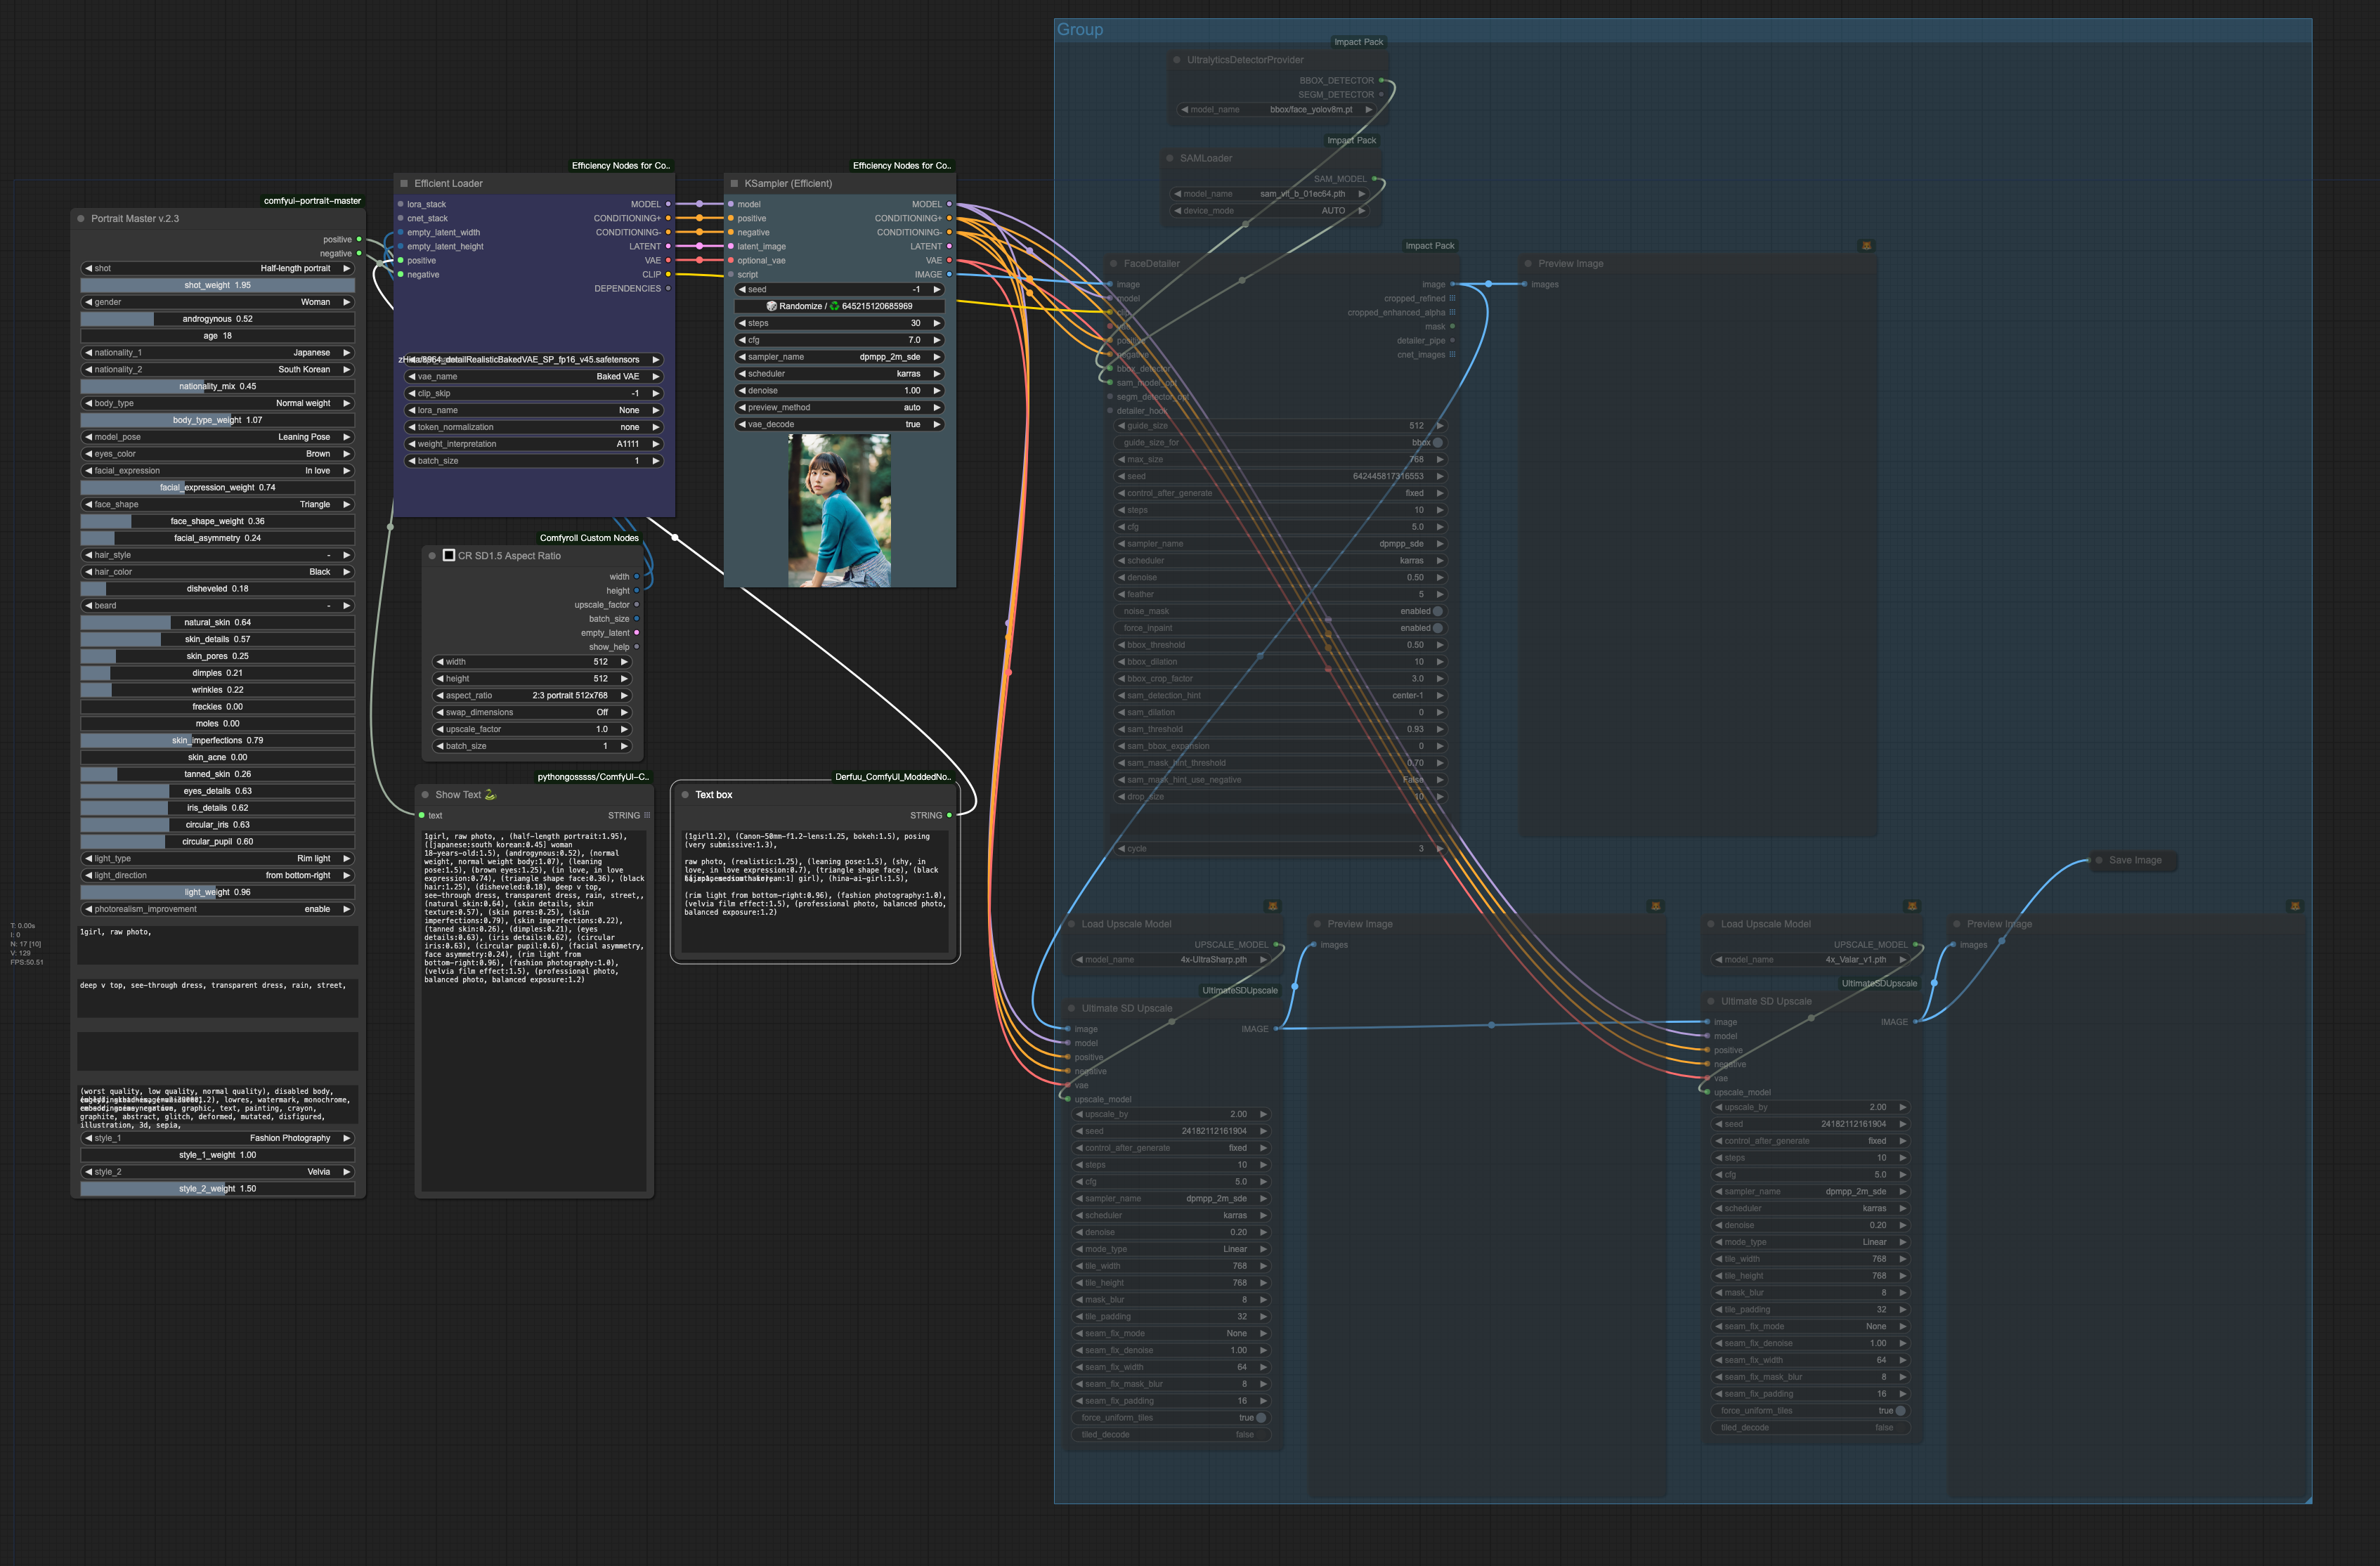 Group
Impact Pack
UltralyticsDetectorProvider
BBOX_DETECTOR
SEGM_DETECTOR
model_name bbox/face_yolov8m.pt
Impact Pack
SAMLoader
SAM_MODEL
model_name sam_vit_b_01ec64.pth
device_mode AUTO
comfyui-portrait-master
Portrait Master v.2.3
positive
negative
shot Half-length portrait
shot_weight 1.95
gender Woman
androgynous 0.52
age 18
nationality_1 Japanese
nationality_2 South Korean
nationality_mix 0.45
body_type Normal weight
body_type_weight 1.07
model_pose Leaning Pose
eyes_color Brown
facial_expression In love
facial_expression_weight 0.74
face_shape Triangle
face_shape_weight 0.36
facial_asymmetry 0.24
hair_style -
hair_color Black
disheveled 0.18
beard -
natural_skin 0.64
skin_details 0.57
skin_pores 0.25
dimples 0.21
wrinkles 0.22
freckles 0.00
moles 0.00
skin_imperfections 0.79
skin_acne 0.00
tanned_skin 0.26
eyes_details 0.63
iris_details 0.62
circular_iris 0.63
circular_pupil 0.60
light_type Rim light
light_direction from bottom-right
light_weight 0.96
photorealism_improvement enable
1girl, raw photo,
deep v top, see-through dress, transparent dress, rain, street,
(worst quality, low quality, normal quality), disabled body,
lowres, watermark, monochrome,
graphic, text, painting, crayon,
graphite, abstract, glitch, deformed, mutated, disfigured,
illustration, 3d, sepia,
style_1 Fashion Photography
style_1_weight 1.00
style_2 Velvia
style_2_weight 1.50
T: 0.00s
I: 0
N: 17 [10]
V: 129
FPS:50.51
Efficiency Nodes for Co..
Efficient Loader
lora_stack MODEL
cnet_stack CONDITIONING+
empty_latent_width CONDITIONING-
empty_latent_height LATENT
positive VAE
negative CLIP
DEPENDENCIES
detailRealisticBakedVAE_SP_fp16_v45.safetensors
vae_name Baked VAE
clip_skip -1
lora_name None
token_normalization none
weight_interpretation A1111
batch_size 1
Efficiency Nodes for Co..
KSampler (Efficient)
model MODEL
positive CONDITIONING+
negative CONDITIONING-
latent_image LATENT
optional_vae VAE
script IMAGE
seed -1
Randomize / 645215120685969
steps 30
cfg 7.0
sampler_name dpmpp_2m_sde
scheduler karras
denoise 1.00
preview_method auto
vae_decode true
Comfyroll Custom Nodes
CR SD1.5 Aspect Ratio
width
height
upscale_factor
batch_size
empty_latent
show_help
width 512
height 512
aspect_ratio 2:3 portrait 512x768
swap_dimensions Off
upscale_factor 1.0
batch_size 1
pythongosssss/ComfyUI-C..
Show Text 🐍
text STRING
1girl, raw photo, , (half-length portrait:1.95),
([japanese:south korean:0.45] woman
18-years-old:1.5), (androgynous:0.52), (normal
weight, normal weight body:1.07), (leaning
pose:1.5), (brown eyes:1.25), (in love, in love
expression:0.74), (triangle shape face:0.36), (black
hair:1.25), (disheveled:0.18), deep v top,
see-through dress, transparent dress, rain, street,,
(natural skin:0.64), (skin details, skin
texture:0.57), (skin pores:0.25), (skin
imperfections:0.79), (skin imperfections:0.22),
(tanned skin:0.26), (dimples:0.21), (eyes
details:0.63), (iris details:0.62), (circular
iris:0.63), (circular pupil:0.6), (facial asymmetry,
face asymmetry:0.24), (rim light from
bottom-right:0.96), (fashion photography:1.0),
(velvia film effect:1.5), (professional photo,
balanced photo, balanced exposure:1.2)
Derfuu_ComfyUI_ModdedNo..
Text box
STRING
(1girl1.2), (Canon-50mm-f1.2-lens:1.25, bokeh:1.5), posing
(very submissive:1.3),
raw photo, (realistic:1.25), (leaning pose:1.5), (shy, in
love, in love expression:0.7), (triangle shape face), (black
girl), (hina-ai-girl:1.5),
(rim light from bottom-right:0.96), (fashion photography:1.0),
(velvia film effect:1.5), (professional photo, balanced photo,
balanced exposure:1.2)
Impact Pack
FaceDetailer
image image
model cropped_refined
clip cropped_enhanced_alpha
vae mask
positive detailer_pipe
negative cnet_images
bbox_detector
sam_model_opt
segm_detector_opt
detailer_hook
guide_size 512
guide_size_for bbox
max_size 768
seed 642445817316553
control_after_generate fixed
steps 10
cfg 5.0
sampler_name dpmpp_sde
scheduler karras
denoise 0.50
feather 5
noise_mask enabled
force_inpaint enabled
bbox_threshold 0.50
bbox_dilation 10
bbox_crop_factor 3.0
sam_detection_hint center-1
sam_dilation 0
sam_threshold 0.93
sam_bbox_expansion 0
sam_mask_hint_threshold 0.70
sam_mask_hint_use_negative False
drop_size 10
cycle 3
Preview Image
images
Save Image
Load Upscale Model
UPSCALE_MODEL
model_name 4x-UltraSharp.pth
UltimateSDUpscale
Ultimate SD Upscale
image IMAGE
model
positive
negative
vae
upscale_model
upscale_by 2.00
seed 24182112161904
control_after_generate fixed
steps 10
cfg 5.0
sampler_name dpmpp_2m_sde
scheduler karras
denoise 0.20
mode_type Linear
tile_width 768
tile_height 768
mask_blur 8
tile_padding 32
seam_fix_mode None
seam_fix_denoise 1.00
seam_fix_width 64
seam_fix_mask_blur 8
seam_fix_padding 16
force_uniform_tiles true
tiled_decode false
Preview Image
images
Load Upscale Model
UPSCALE_MODEL
model_name 4x_Valar_v1.pth
UltimateSDUpscale
Ultimate SD Upscale
image IMAGE
model
positive
negative
vae
upscale_model
upscale_by 2.00
seed 24182112161904
control_after_generate fixed
steps 10
cfg 5.0
sampler_name dpmpp_2m_sde
scheduler karras
denoise 0.20
mode_type Linear
tile_width 768
tile_height 768
mask_blur 8
tile_padding 32
seam_fix_mode None
seam_fix_denoise 1.00
seam_fix_width 64
seam_fix_mask_blur 8
seam_fix_padding 16
force_uniform_tiles true
tiled_decode false
Preview Image
images